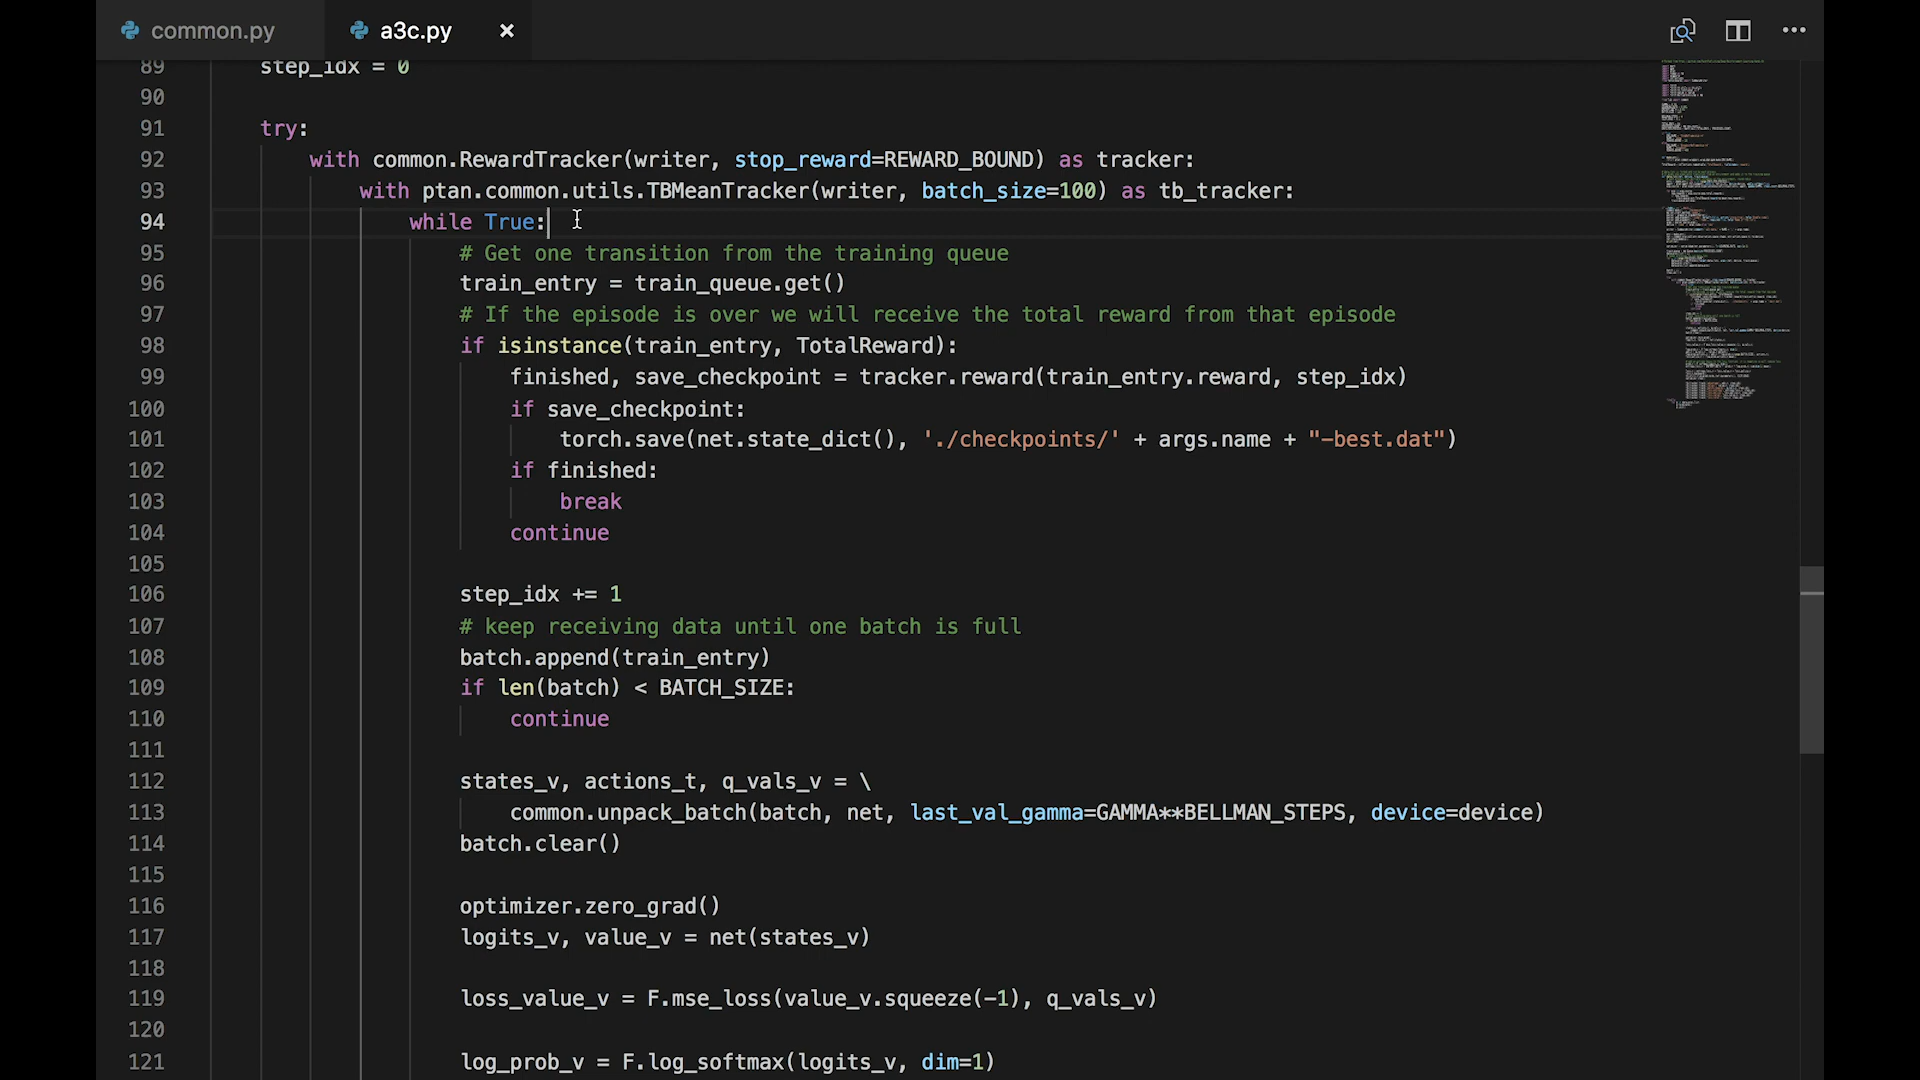 common.py
a3c.py
89 step_idx = 0
90
91 try:
92 with common.RewardTracker(writer, stop_reward=REWARD_BOUND) as tracker:
93 with ptan.common.utils.TBMeanTracker(writer, batch_size=100) as tb_tracker:
94 while True:
95 # Get one transition from the training queue
96 train_entry = train_queue.get()
97 # If the episode is over we will receive the total reward from that episode
98 if isinstance(train_entry, TotalReward):
99 finished, save_checkpoint = tracker.reward(train_entry.reward, step_idx)
100 if save_checkpoint:
101 torch.save(net.state_dict(), './checkpoints/' + args.name + "-best.dat")
102 if finished:
103 break
104 continue
105
106 step_idx += 1
107 # keep receiving data until one batch is full
108 batch.append(train_entry)
109 if len(batch) < BATCH_SIZE:
110 continue
111
112 states_v, actions_t, q_vals_v = \
113 common.unpack_batch(batch, net, last_val_gamma=GAMMA**BELLMAN_STEPS, device=device)
114 batch.clear()
115
116 optimizer.zero_grad()
117 logits_v, value_v = net(states_v)
118
119 loss_value_v = F.mse_loss(value_v.squeeze(-1), q_vals_v)
120
121 log_prob_v = F.log_softmax(logits_v, dim=1)